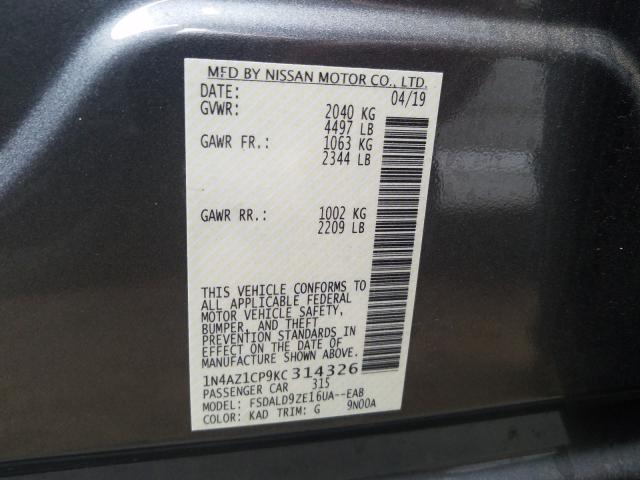 MFD BY NISSAN MOTOR CO., LTD.
DATE: 04/19
GVWR: 2040 KG
4497 LB
GAWR FR.: 1063 KG
2344 LB
GAWR RR.: 1002 KG
2209 LB
THIS VEHICLE CONFORMS TO
ALL APPLICABLE FEDERAL
MOTOR VEHICLE SAFETY,
BUMPER, AND THEFT
PREVENTION STANDARDS IN EFFECT
ON THE DATE OF
MANUFACTURE SHOWN ABOVE.
1N4AZ1CP9KC314326
PASSENGER CAR 315
MODEL: FSDALD9ZE16UA--EAB
COLOR: KAD TRIM: G 9N00A